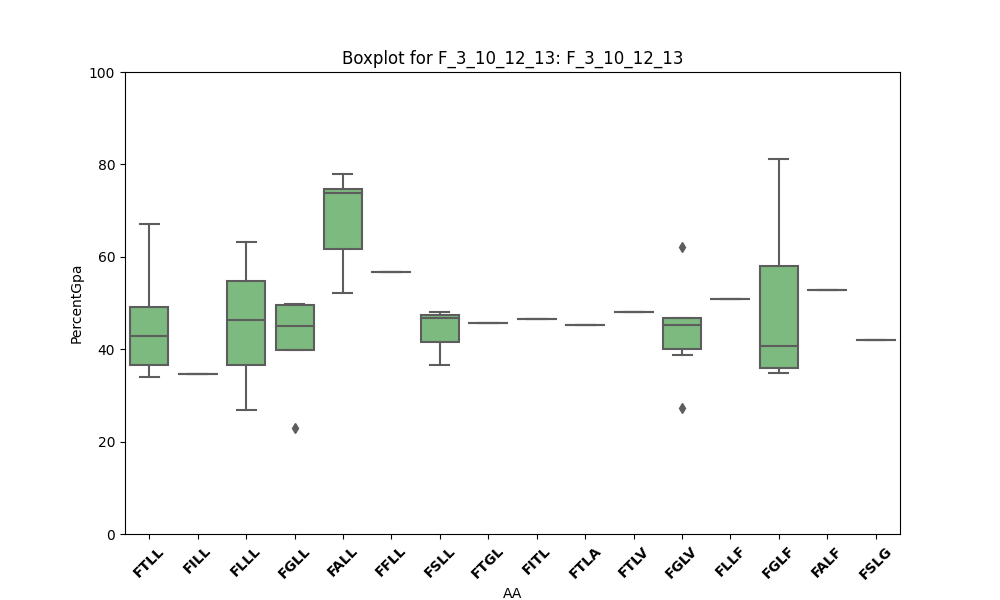 Boxplot for F_3_10_12_13: F_3_10_12_13
100
80
60
40
20
0
PercentGpa
FTLL FILL FLLL FGLL FALL FFLL FSLL FTGL FITL FTLA FTLV FGLV FLLF FGLF FALF FSLG
AA